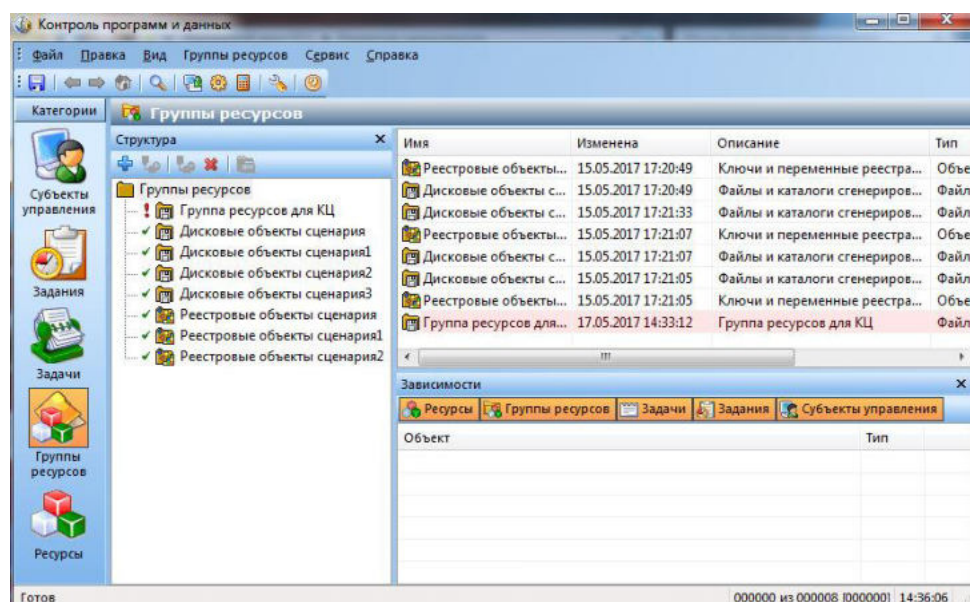 Контроль программ и данных
Файл Правка Вид Группы ресурсов Сервис Справка
Категории
Группы ресурсов
Субъекты управления
Задания
Задачи
Группы ресурсов
Ресурсы
Структура
Группы ресурсов
Группа ресурсов для КЦ
Дисковые объекты сценария
Дисковые объекты сценария1
Дисковые объекты сценария2
Дисковые объекты сценария3
Реестровые объекты сценария
Реестровые объекты сценария1
Реестровые объекты сценария2
Имя Изменена Описание Тип
Реестровые объекты... 15.05.2017 17:20:49 Ключи и переменные реестра... Объе
Дисковые объекты с... 15.05.2017 17:20:49 Файлы и каталоги сгенериров... Файл
Дисковые объекты с... 15.05.2017 17:21:33 Файлы и каталоги сгенериров... Файл
Реестровые объекты... 15.05.2017 17:21:07 Ключи и переменные реестра... Объе
Дисковые объекты с... 15.05.2017 17:21:07 Файлы и каталоги сгенериров... Файл
Дисковые объекты с... 15.05.2017 17:21:05 Файлы и каталоги сгенериров... Файл
Реестровые объекты... 15.05.2017 17:21:05 Ключи и переменные реестра... Объе
Группа ресурсов для... 17.05.2017 14:33:12 Группа ресурсов для КЦ Файл
Зависимости
Ресурсы Группы ресурсов Задачи Задания Субъекты управления
Объект Тип
Готов 000000 из 000008 [000000] 14:36:06